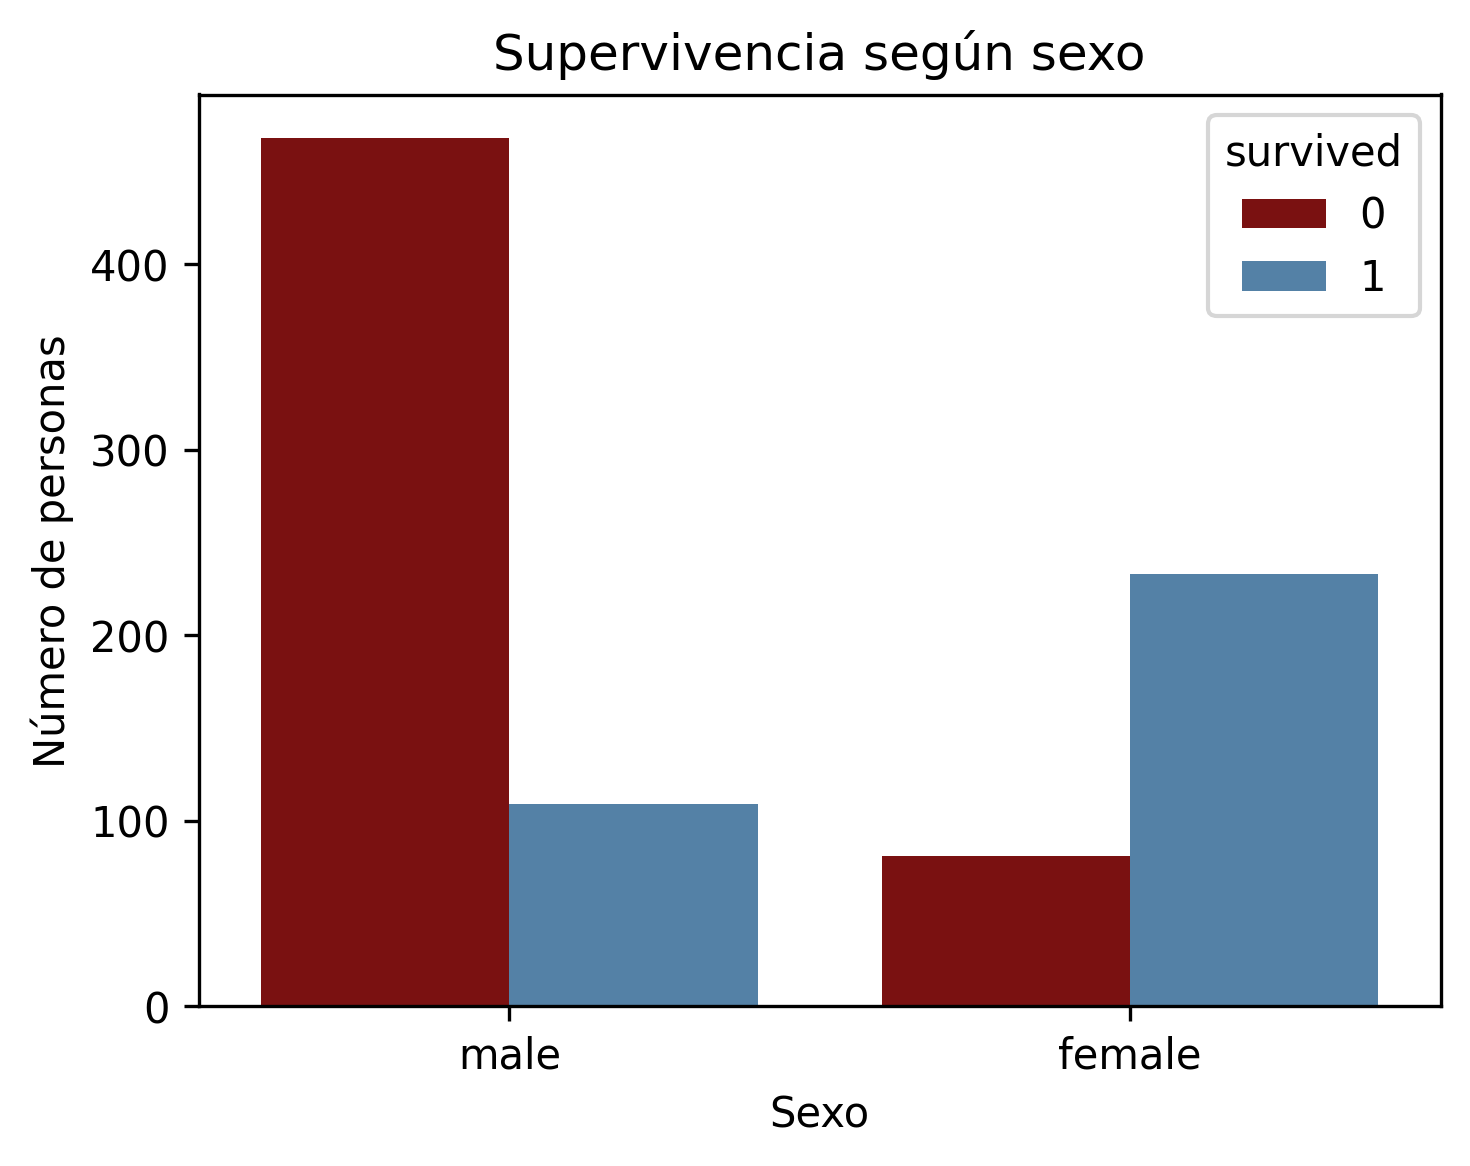 Supervivencia según sexo
survived
0
1
400
300
200
100
0
Número de personas
male
female
Sexo